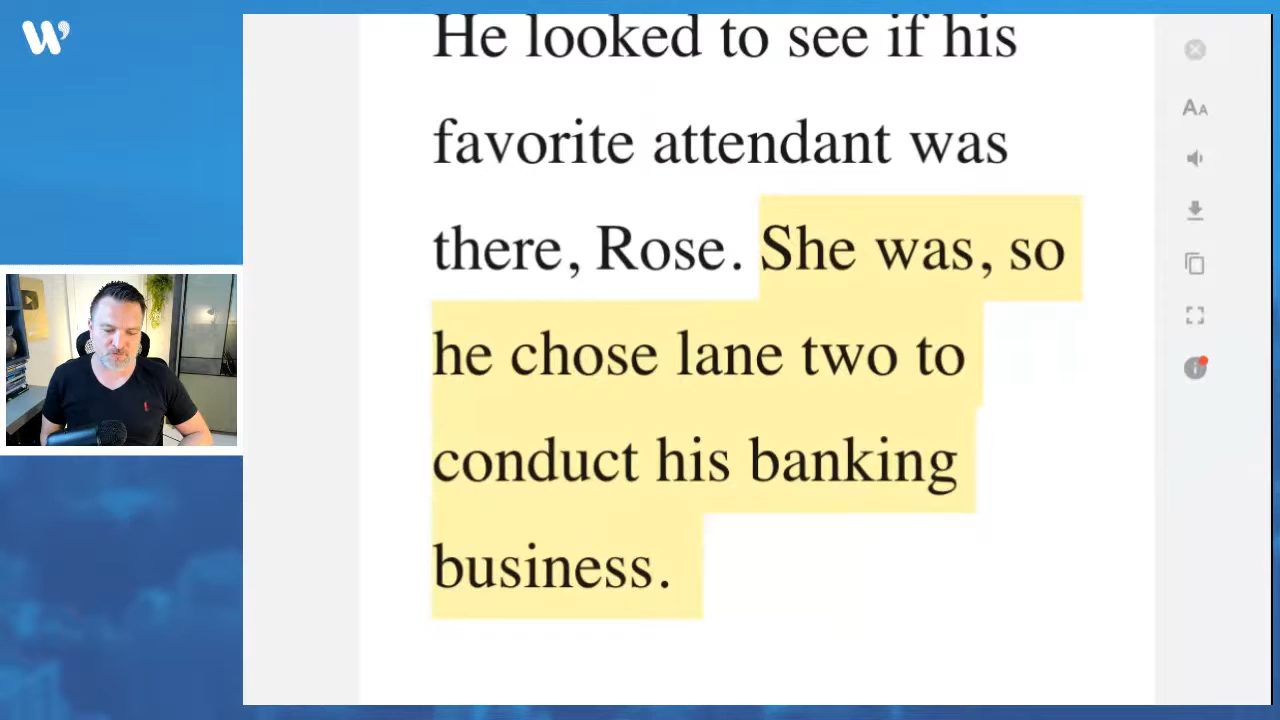 He looked to see if his
favorite attendant was
there, Rose. She was, so
he chose lane two to
conduct his banking
business.
AA